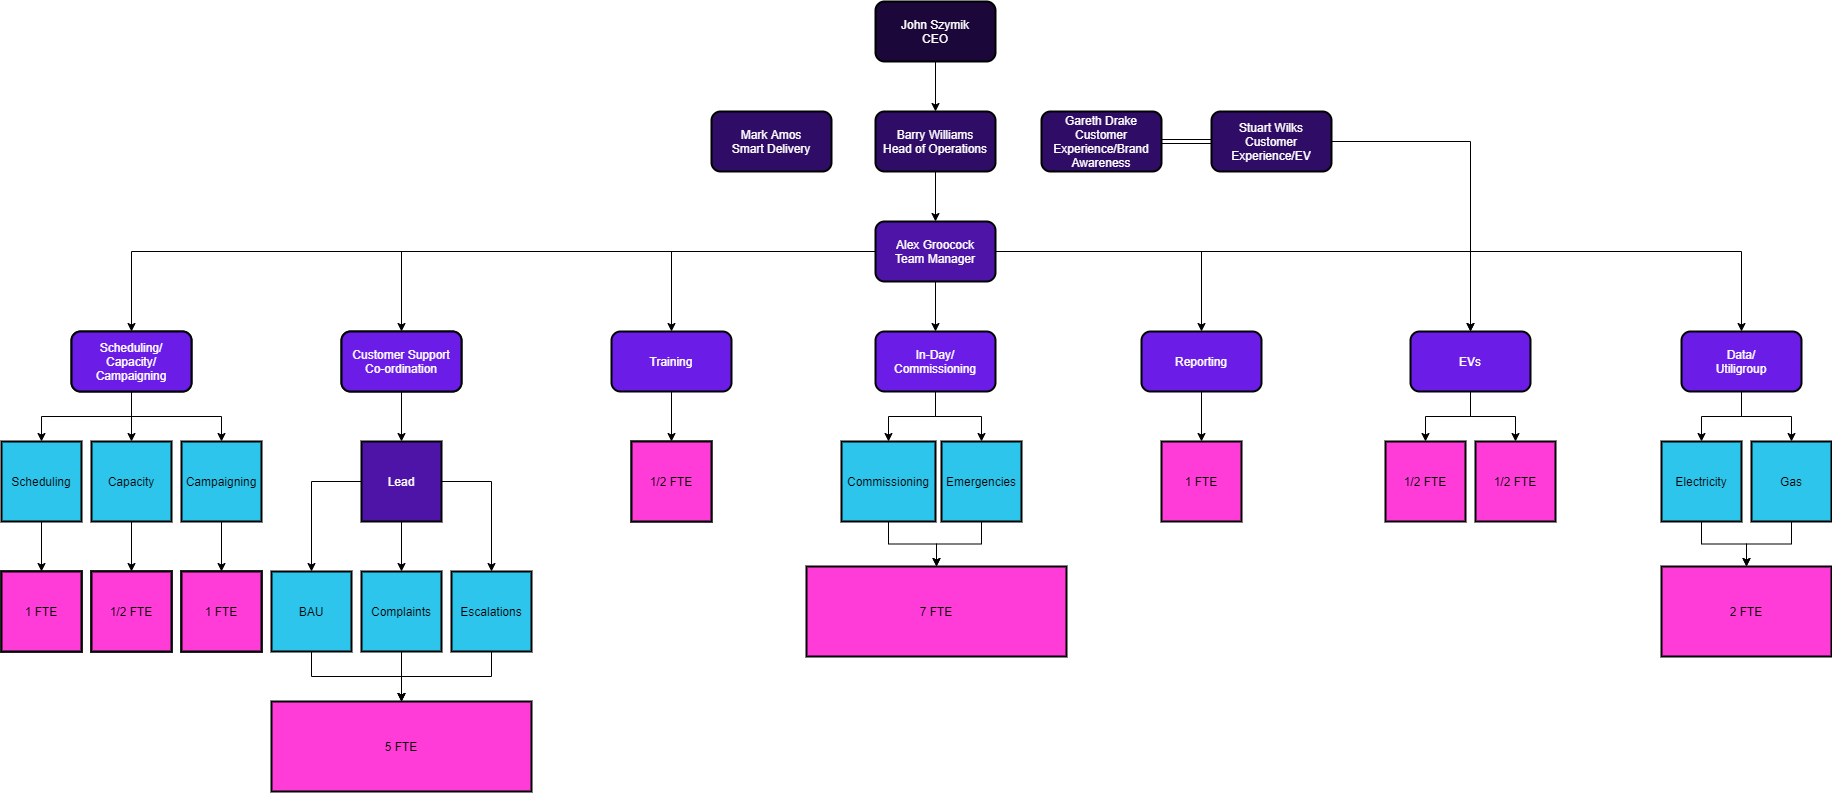 John Szymik
CEO
Mark Amos
Smart Delivery
Barry Williams
Head of Operations
Gareth Drake
Customer
Experience/Brand
Awareness
Stuart Wilks
Customer
Experience/EV
Alex Groocock
Team Manager
Scheduling/
Capacity/
Campaigning
Customer Support
Co-ordination
Training
In-Day/
Commissioning
Reporting
EVs
Data/
Utiligroup
Scheduling
Capacity
Campaigning
Lead
1/2 FTE
Commissioning
Emergencies
1 FTE
1/2 FTE
1/2 FTE
Electricity
Gas
1 FTE
1/2 FTE
1 FTE
BAU
Complaints
Escalations
7 FTE
2 FTE
5 FTE